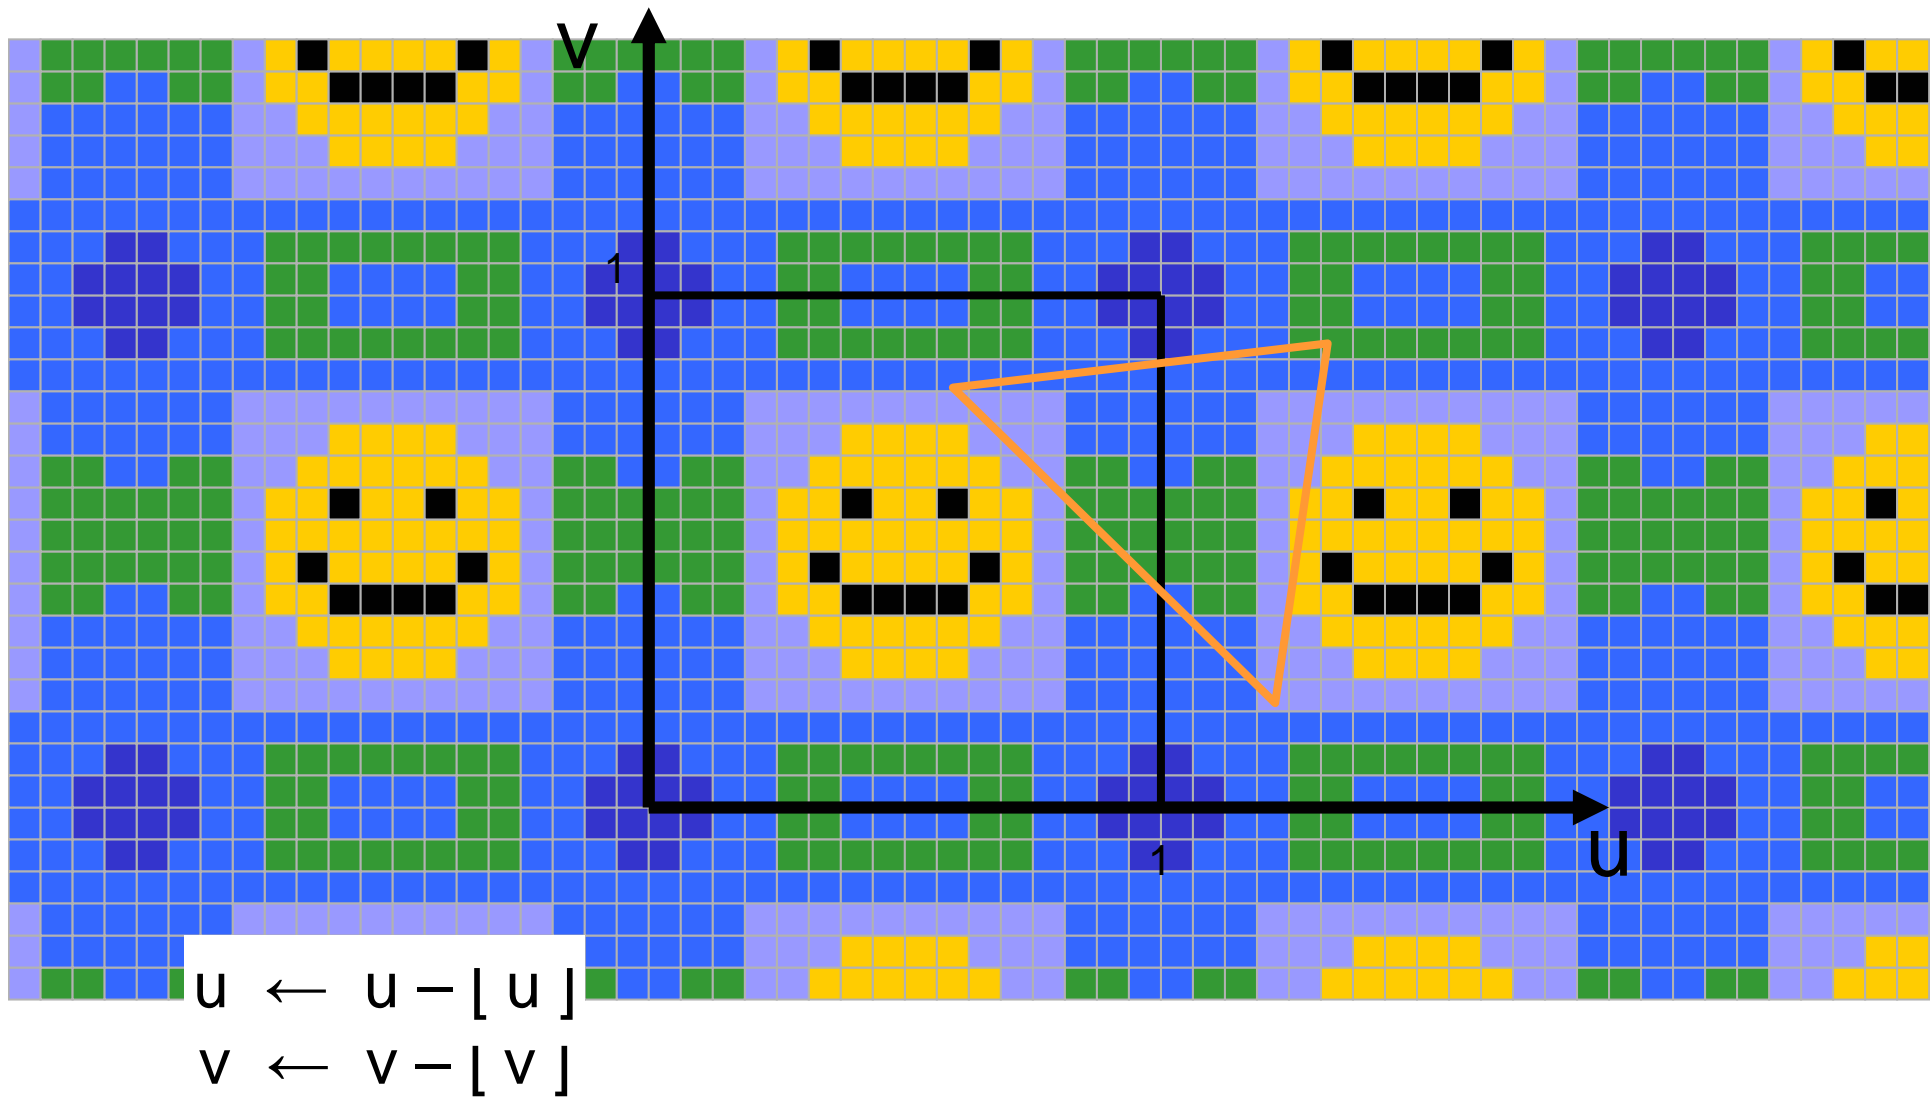 v
1
1
u
u ← u – ⌊ u ⌋
v ← v – ⌊ v ⌋